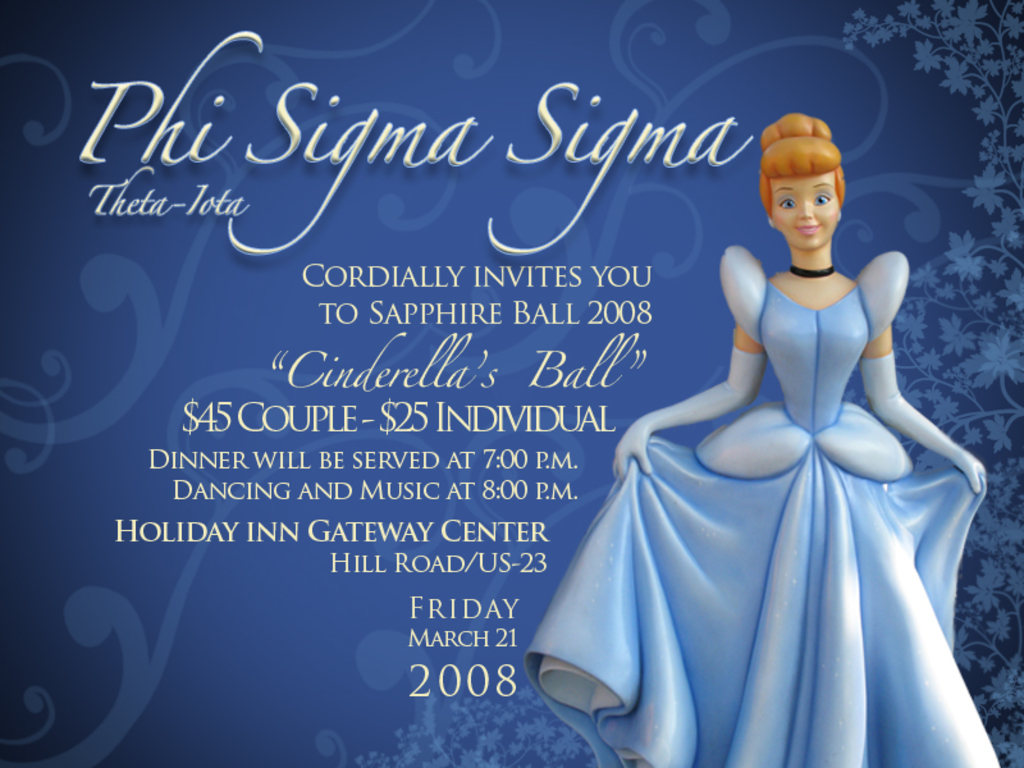 Phi Sigma Sigma
Theta-Iota
Cordially invites you
to Sapphire Ball 2008
"Cinderella's Ball"
$45 Couple - $25 Individual
Dinner will be served at 7:00 p.m.
Dancing and Music at 8:00 p.m.
Holiday inn Gateway Center
Hill Road/US-23
Friday
March 21
2008